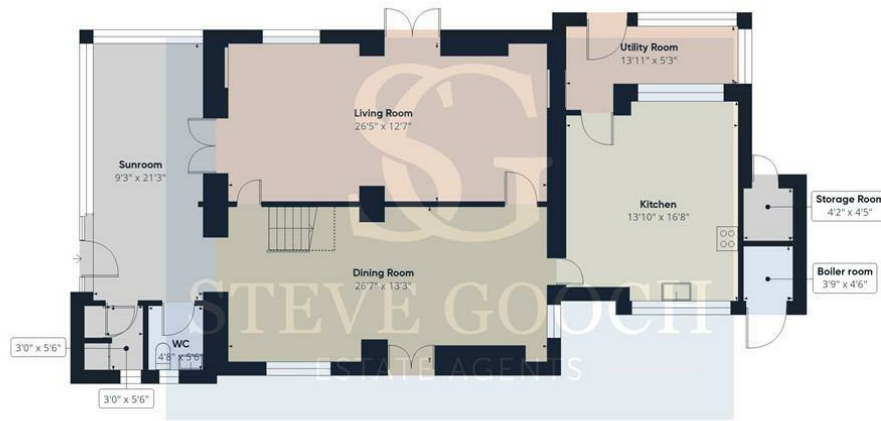 Utility Room
13'11" x 5'3"
Living Room
26'5" x 12'7"
SG
Sunroom
9'3" x 21'3"
Kitchen
13'10" x 16'8"
Storage Room
4'2" x 4'5"
Dining Room
26'7" x 13'3"
Boiler room
3'9" x 4'6"
STEVE GOOCH
ESTATE AGENTS
WC
4'8" x 5'6"
3'0" x 5'6"
3'0" x 5'6"